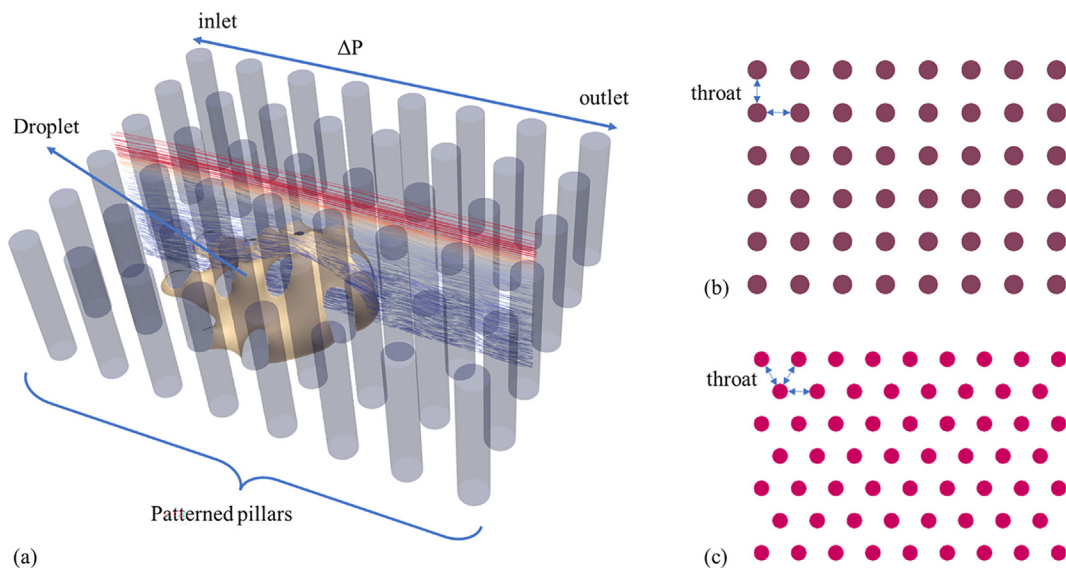 inlet
ΔP
outlet
Droplet
Patterned pillars
(a)
throat
(b)
throat
(c)